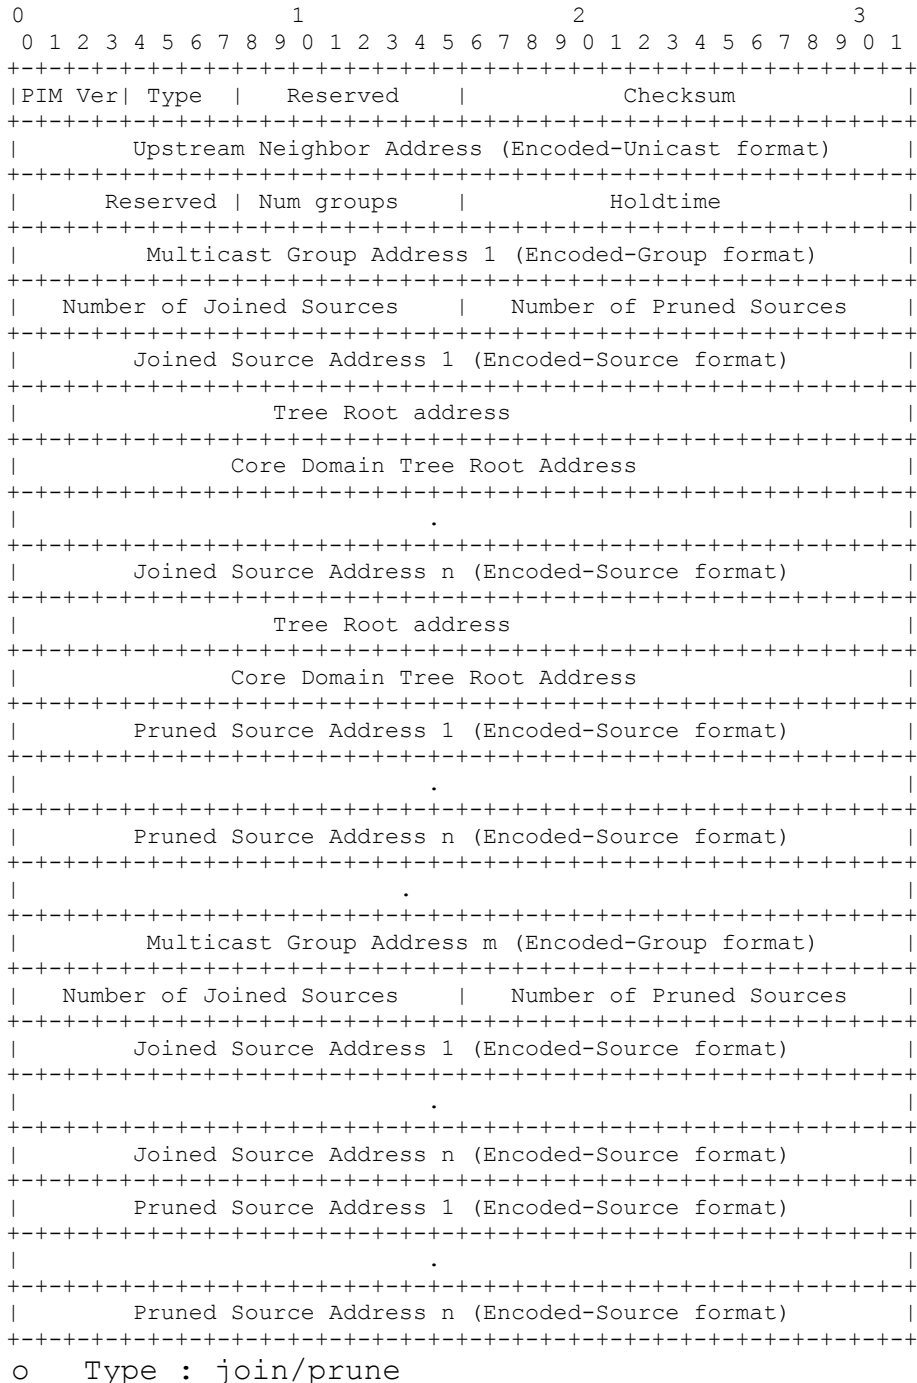 0                   1                   2                   3
 0 1 2 3 4 5 6 7 8 9 0 1 2 3 4 5 6 7 8 9 0 1 2 3 4 5 6 7 8 9 0 1
+-+-+-+-+-+-+-+-+-+-+-+-+-+-+-+-+-+-+-+-+-+-+-+-+-+-+-+-+-+-+-+-+
|PIM Ver| Type  |   Reserved    |           Checksum            |
+-+-+-+-+-+-+-+-+-+-+-+-+-+-+-+-+-+-+-+-+-+-+-+-+-+-+-+-+-+-+-+-+
|        Upstream Neighbor Address (Encoded-Unicast format)     |
+-+-+-+-+-+-+-+-+-+-+-+-+-+-+-+-+-+-+-+-+-+-+-+-+-+-+-+-+-+-+-+-+
|      Reserved | Num groups    |          Holdtime             |
+-+-+-+-+-+-+-+-+-+-+-+-+-+-+-+-+-+-+-+-+-+-+-+-+-+-+-+-+-+-+-+-+
|         Multicast Group Address 1 (Encoded-Group format)      |
+-+-+-+-+-+-+-+-+-+-+-+-+-+-+-+-+-+-+-+-+-+-+-+-+-+-+-+-+-+-+-+-+
|   Number of Joined Sources    |   Number of Pruned Sources    |
+-+-+-+-+-+-+-+-+-+-+-+-+-+-+-+-+-+-+-+-+-+-+-+-+-+-+-+-+-+-+-+-+
|        Joined Source Address 1 (Encoded-Source format)        |
+-+-+-+-+-+-+-+-+-+-+-+-+-+-+-+-+-+-+-+-+-+-+-+-+-+-+-+-+-+-+-+-+
|                  Tree Root address                            |
+-+-+-+-+-+-+-+-+-+-+-+-+-+-+-+-+-+-+-+-+-+-+-+-+-+-+-+-+-+-+-+-+
|               Core Domain Tree Root Address                   |
+-+-+-+-+-+-+-+-+-+-+-+-+-+-+-+-+-+-+-+-+-+-+-+-+-+-+-+-+-+-+-+-+
|                             .                                 |
+-+-+-+-+-+-+-+-+-+-+-+-+-+-+-+-+-+-+-+-+-+-+-+-+-+-+-+-+-+-+-+-+
|        Joined Source Address n (Encoded-Source format)        |
+-+-+-+-+-+-+-+-+-+-+-+-+-+-+-+-+-+-+-+-+-+-+-+-+-+-+-+-+-+-+-+-+
|                  Tree Root address                            |
+-+-+-+-+-+-+-+-+-+-+-+-+-+-+-+-+-+-+-+-+-+-+-+-+-+-+-+-+-+-+-+-+
|               Core Domain Tree Root Address                   |
+-+-+-+-+-+-+-+-+-+-+-+-+-+-+-+-+-+-+-+-+-+-+-+-+-+-+-+-+-+-+-+-+
|        Pruned Source Address 1 (Encoded-Source format)        |
+-+-+-+-+-+-+-+-+-+-+-+-+-+-+-+-+-+-+-+-+-+-+-+-+-+-+-+-+-+-+-+-+
|                             .                                 |
+-+-+-+-+-+-+-+-+-+-+-+-+-+-+-+-+-+-+-+-+-+-+-+-+-+-+-+-+-+-+-+-+
|        Pruned Source Address n (Encoded-Source format)        |
+-+-+-+-+-+-+-+-+-+-+-+-+-+-+-+-+-+-+-+-+-+-+-+-+-+-+-+-+-+-+-+-+
|                           .                                   |
+-+-+-+-+-+-+-+-+-+-+-+-+-+-+-+-+-+-+-+-+-+-+-+-+-+-+-+-+-+-+-+-+
|         Multicast Group Address m (Encoded-Group format)      |
+-+-+-+-+-+-+-+-+-+-+-+-+-+-+-+-+-+-+-+-+-+-+-+-+-+-+-+-+-+-+-+-+
|   Number of Joined Sources    |   Number of Pruned Sources    |
+-+-+-+-+-+-+-+-+-+-+-+-+-+-+-+-+-+-+-+-+-+-+-+-+-+-+-+-+-+-+-+-+
|        Joined Source Address 1 (Encoded-Source format)        |
+-+-+-+-+-+-+-+-+-+-+-+-+-+-+-+-+-+-+-+-+-+-+-+-+-+-+-+-+-+-+-+-+
|                             .                                 |
+-+-+-+-+-+-+-+-+-+-+-+-+-+-+-+-+-+-+-+-+-+-+-+-+-+-+-+-+-+-+-+-+
|        Joined Source Address n (Encoded-Source format)        |
+-+-+-+-+-+-+-+-+-+-+-+-+-+-+-+-+-+-+-+-+-+-+-+-+-+-+-+-+-+-+-+-+
|        Pruned Source Address 1 (Encoded-Source format)        |
+-+-+-+-+-+-+-+-+-+-+-+-+-+-+-+-+-+-+-+-+-+-+-+-+-+-+-+-+-+-+-+-+
|                             .                                 |
+-+-+-+-+-+-+-+-+-+-+-+-+-+-+-+-+-+-+-+-+-+-+-+-+-+-+-+-+-+-+-+-+
|        Pruned Source Address n (Encoded-Source format)        |
+-+-+-+-+-+-+-+-+-+-+-+-+-+-+-+-+-+-+-+-+-+-+-+-+-+-+-+-+-+-+-+-+
o   Type : join/prune